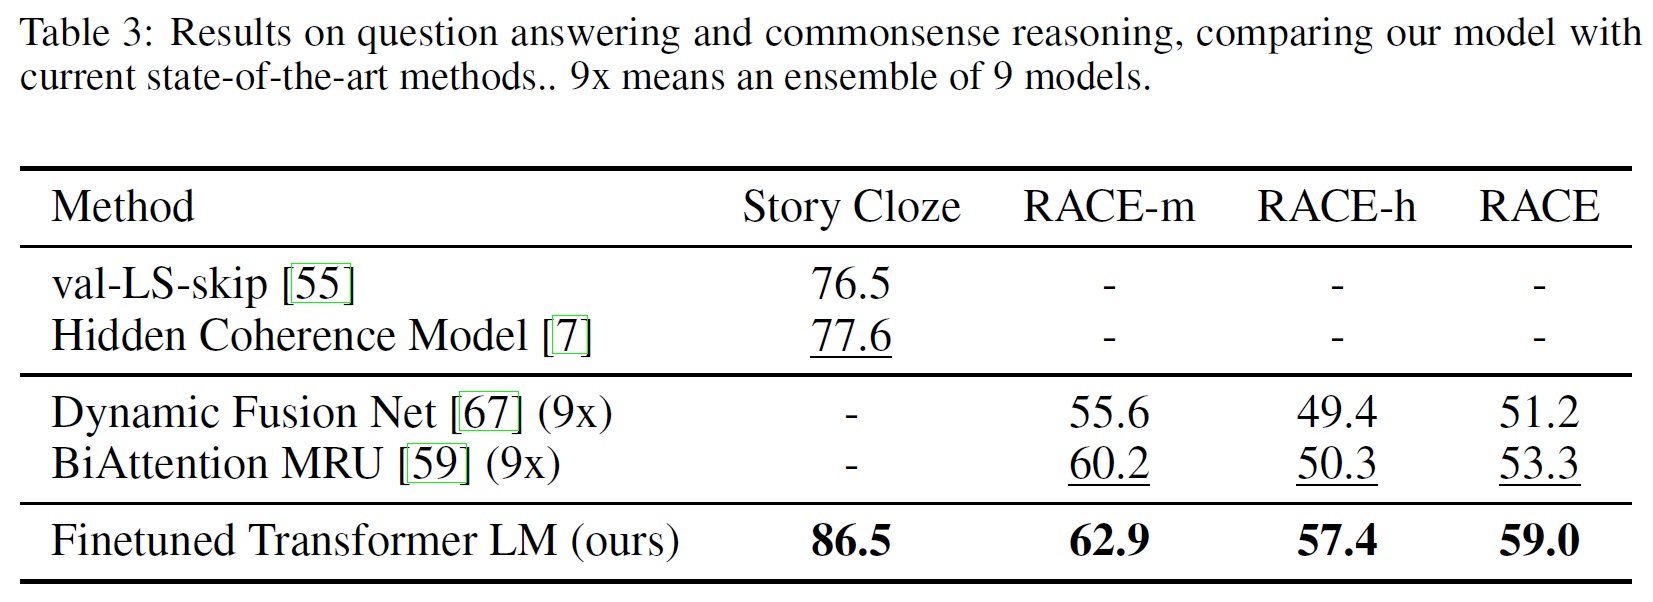 Table 3: Results on question answering and commonsense reasoning, comparing our model with
current state-of-the-art methods.. 9x means an ensemble of 9 models.
Method Story Cloze RACE-m RACE-h RACE
val-LS-skip [55] 76.5 - - -
Hidden Coherence Model [7] 77.6 - - -
Dynamic Fusion Net [67] (9x) - 55.6 49.4 51.2
BiAttention MRU [59] (9x) - 60.2 50.3 53.3
Finetuned Transformer LM (ours) 86.5 62.9 57.4 59.0